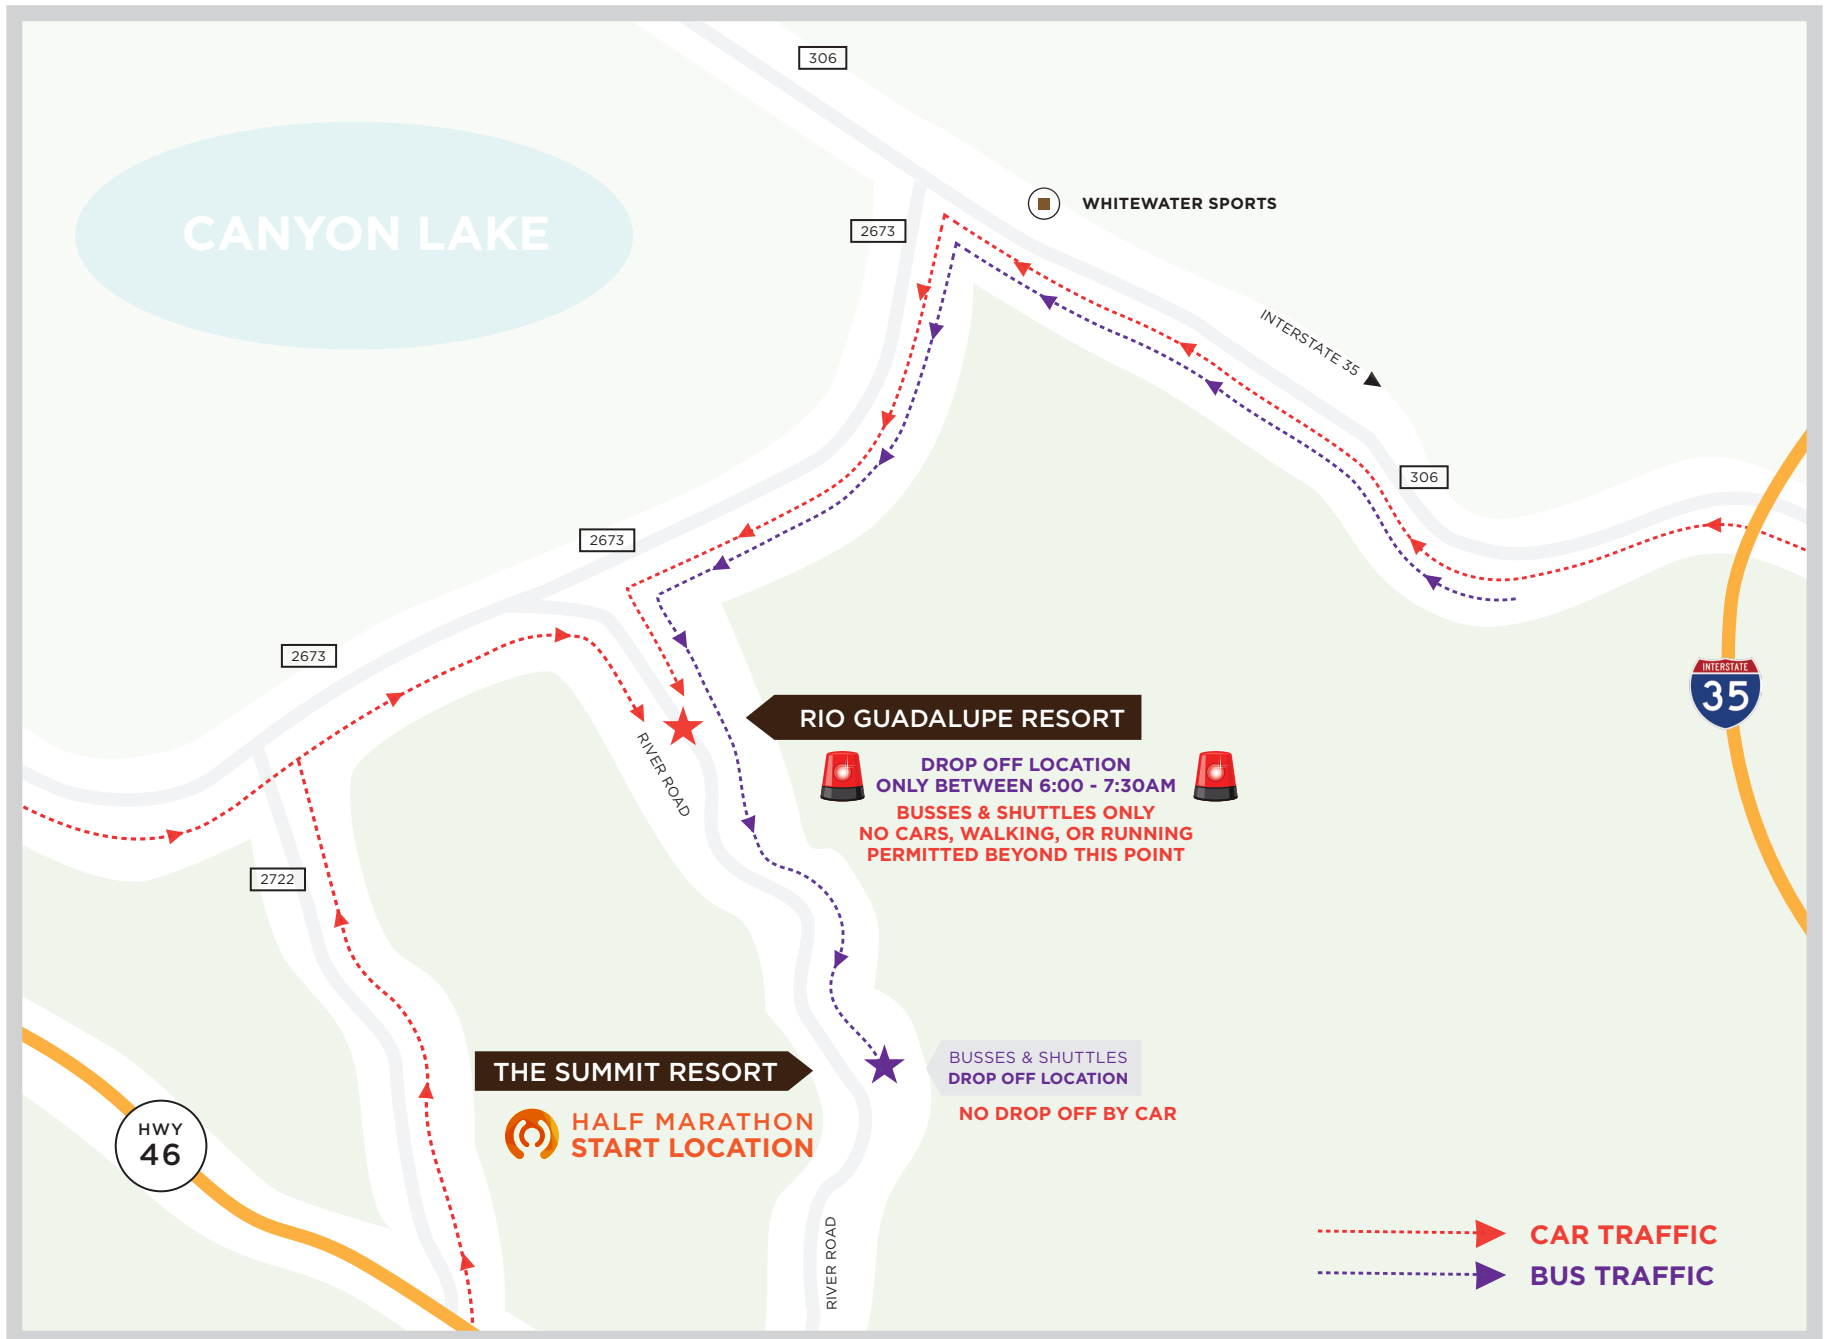 306
CANYON LAKE
WHITEWATER SPORTS
2673
INTERSTATE 35
306
2673
2673
INTERSTATE
35
RIO GUADALUPE RESORT
RIVER ROAD
DROP OFF LOCATION
ONLY BETWEEN 6:00 - 7:30AM
BUSSES & SHUTTLES ONLY
NO CARS, WALKING, OR RUNNING
PERMITTED BEYOND THIS POINT
2722
THE SUMMIT RESORT
BUSSES & SHUTTLES
DROP OFF LOCATION
NO DROP OFF BY CAR
HALF MARATHON
START LOCATION
HWY
46
RIVER ROAD
CAR TRAFFIC
BUS TRAFFIC